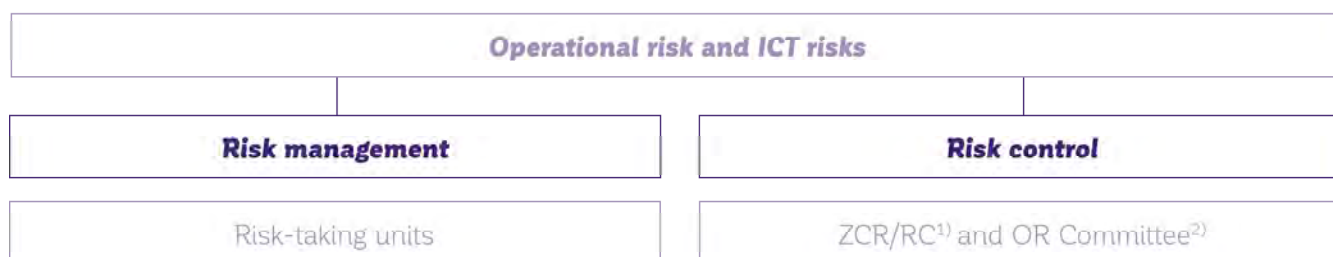 Operational risk and ICT risks
Risk management
Risk control
Risk-taking units
ZCR/RC¹⁾ and OR Committee²⁾